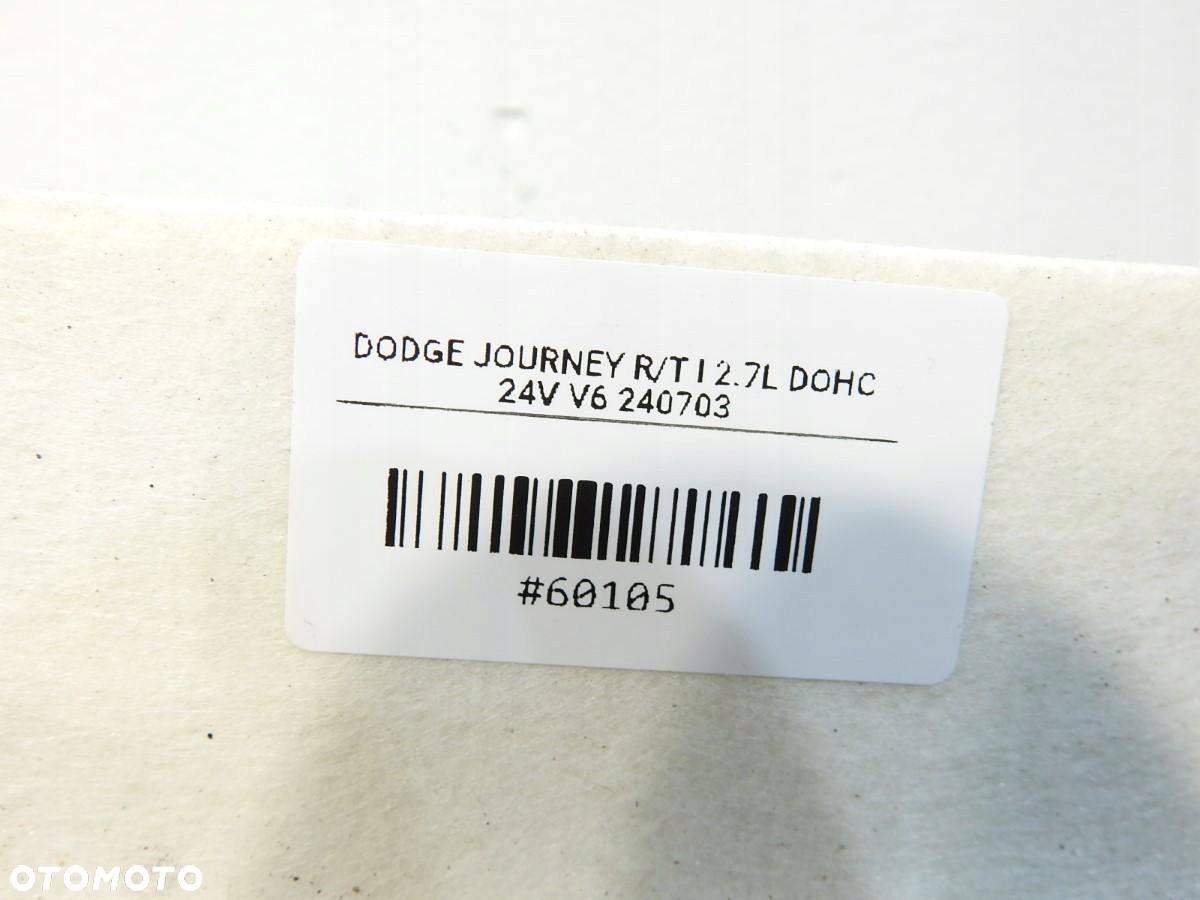 DODGE JOURNEY R/T I 2.7L DOHC
24V V6 240703
#60105
OTOMOTO